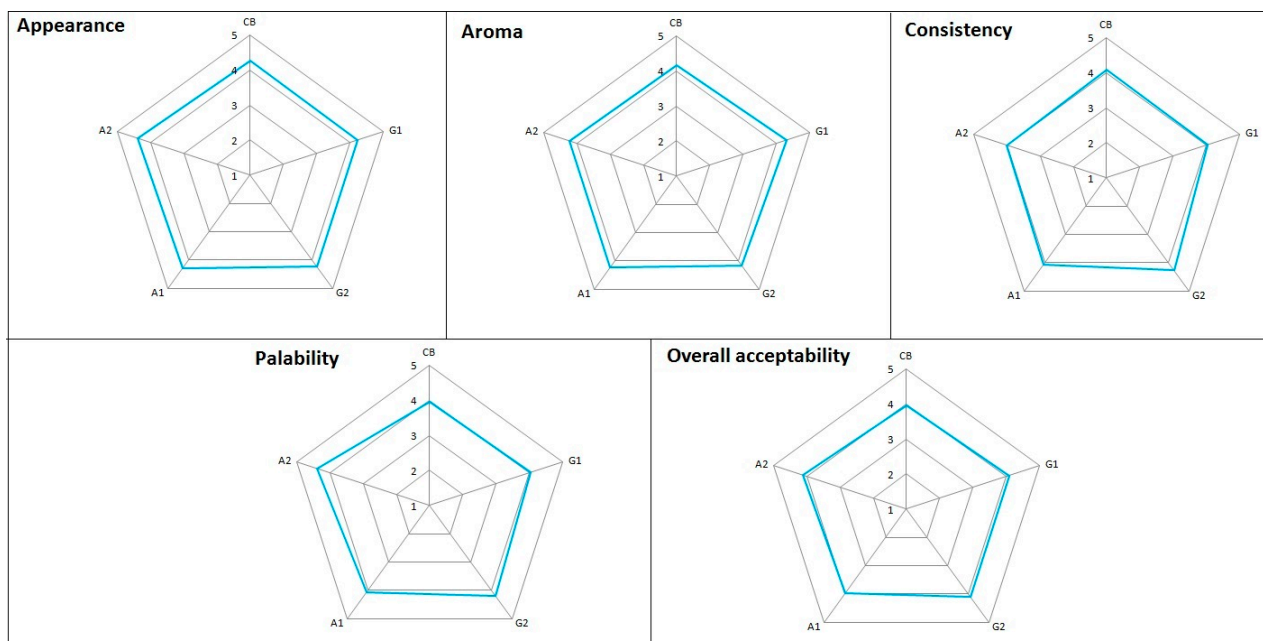 Appearance
CB
5
4
3
2
1
A2
G1
A1
G2
Aroma
CB
5
4
3
2
1
A2
G1
A1
G2
Consistency
CB
5
4
3
2
1
A2
G1
A1
G2
Palability
CB
5
4
3
2
1
A2
G1
A1
G2
Overall acceptability
CB
5
4
3
2
1
A2
G1
A1
G2